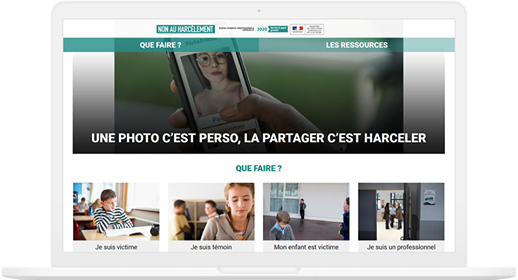 NON AU HARCÈLEMENT
2020
QUE FAIRE ?
LES RESSOURCES
UNE PHOTO C'EST PERSO, LA PARTAGER C'EST HARCELER
QUE FAIRE ?
Je suis victime
Je suis témoin
Mon enfant est victime
Je suis un professionnel